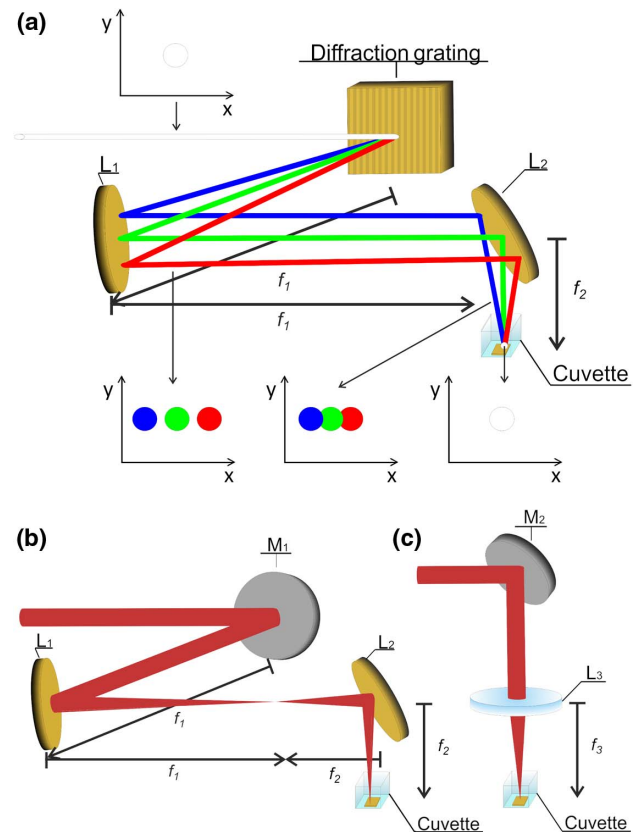 (a)
y
x
Diffraction grating
L1
L2
f1
f1
f2
Cuvette
y
x
y
x
y
x
(b)
M1
L1
L2
f1
f1
f2
f2
Cuvette
(c)
M2
L3
f3
Cuvette